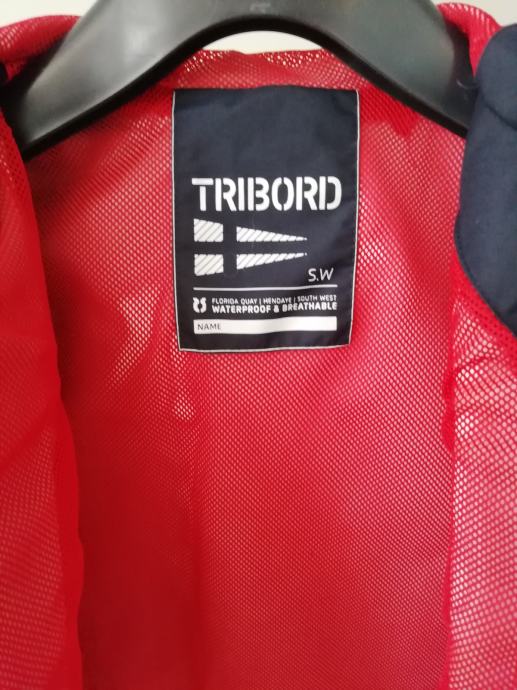 TRIBORD
S.W
FLORIDA QUAY | HENDAYE | SOUTH WEST
WATERPROOF & BREATHABLE
NAME